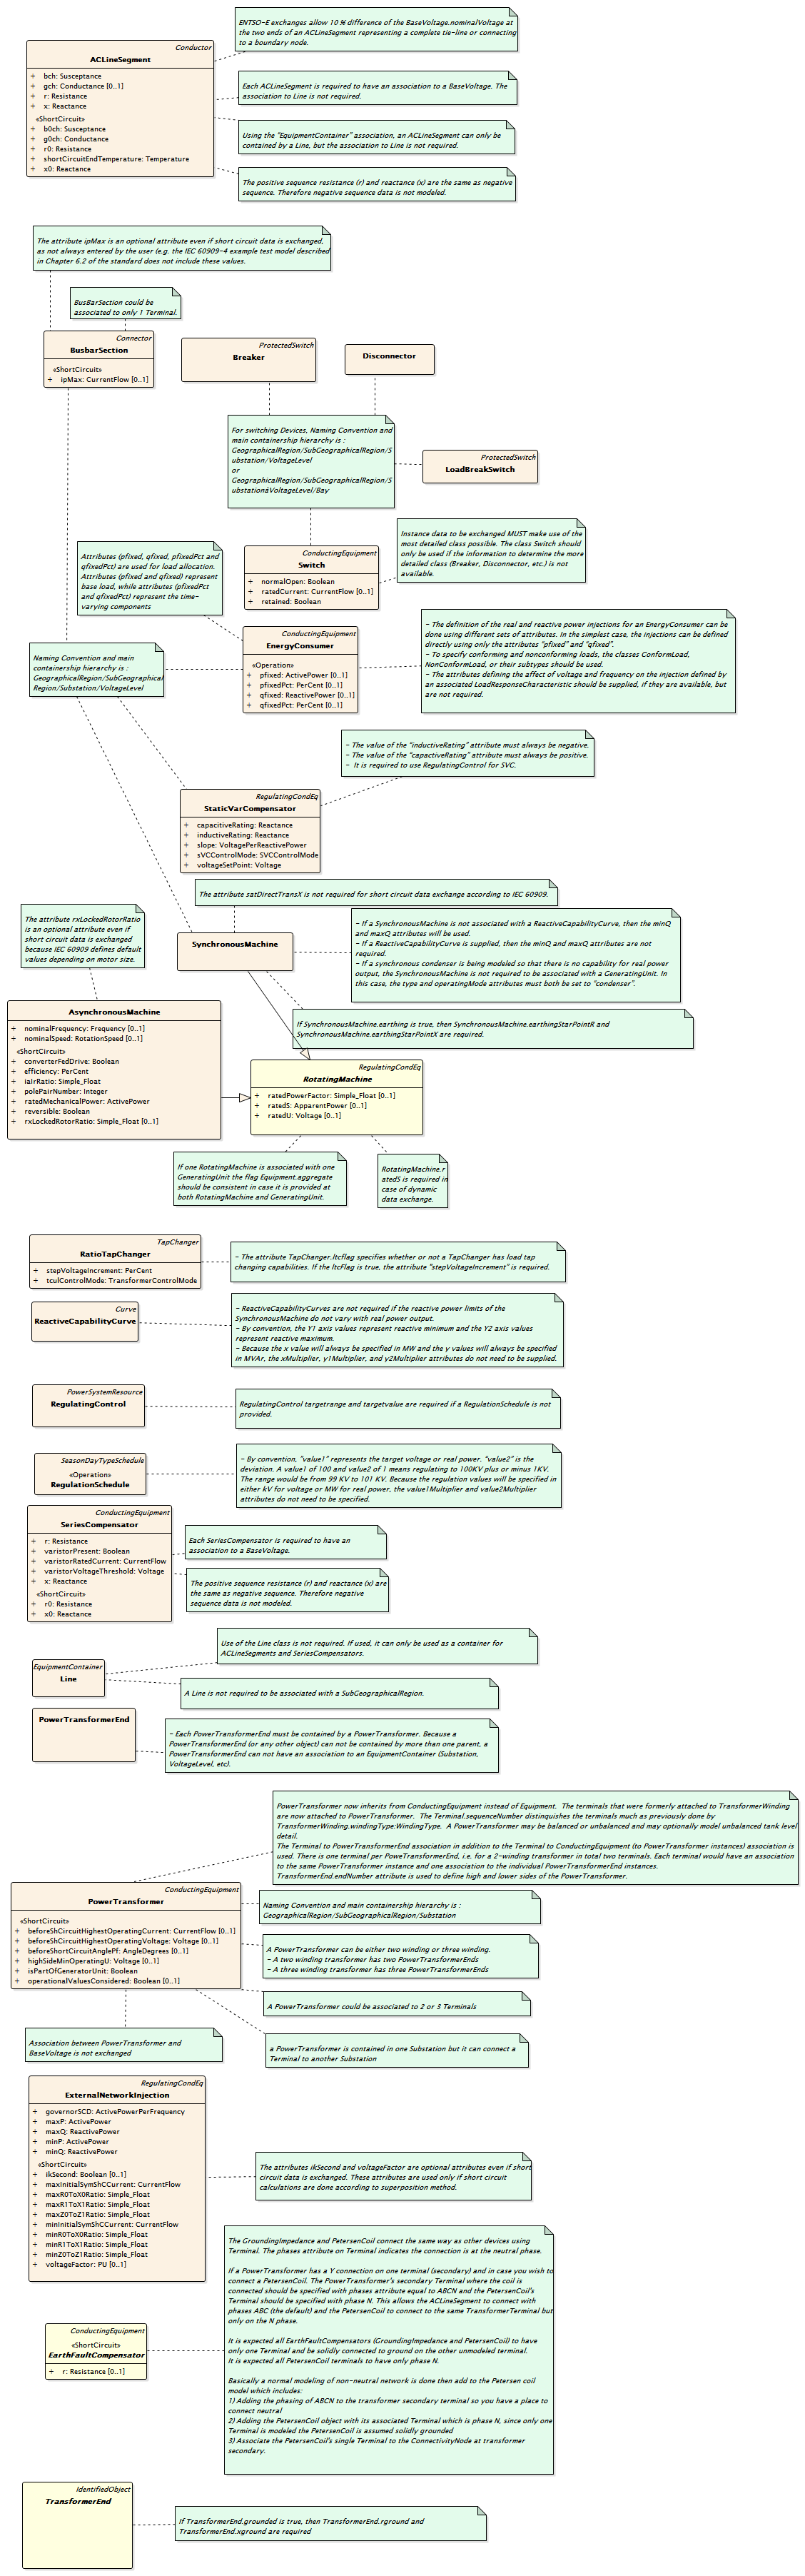 ENTSO-E exchanges allow 10 % difference of the BaseVoltage.nominalVoltage at
the two ends of an ACLineSegment representing a complete tie-line or connecting
to a boundary node.
Conductor
ACLineSegment
+ bch: Susceptance
+ gch: Conductance [0..1]
+ r: Resistance
+ x: Reactance
«ShortCircuit»
+ b0ch: Susceptance
+ g0ch: Conductance
+ r0: Resistance
+ shortCircuitEndTemperature: Temperature
+ x0: Reactance
Each ACLineSegment is required to have an association to a BaseVoltage. The
association to Line is not required.
Using the "EquipmentContainer" association, an ACLineSegment can only be
contained by a Line, but the association to Line is not required.
The positive sequence resistance (r) and reactance (x) are the same as negative
sequence. Therefore negative sequence data is not modeled.
The attribute ipMax is an optional attribute even if short circuit data is exchanged,
as not always entered by the user (e.g. the IEC 60909-4 example test model described
in Chapter 6.2 of the standard does not include these values.
BusBarSection could be
associated to only 1 Terminal.
Connector
BusbarSection
«ShortCircuit»
+ ipMax: CurrentFlow [0..1]
ProtectedSwitch
Breaker
Disconnector
For switching Devices, Naming Convention and
main containership hierarchy is :
GeographicalRegion/SubGeographicalRegion/S
ubstation/VoltageLevel
or
GeographicalRegion/SubGeographicalRegion/S
ubstationâVoltageLevel/Bay
ProtectedSwitch
LoadBreakSwitch
Attributes (pfixed, qfixed, pfixedPct and
qfixedPct) are used for load allocation.
Attributes (pfixed and qfixed) represent
base load, while attributes (pfixedPct
and qfixedPct) represent the time-
varying components
ConductingEquipment
Switch
+ normalOpen: Boolean
+ ratedCurrent: CurrentFlow [0..1]
+ retained: Boolean
Instance data to be exchanged MUST make use of the
most detailed class possible. The class Switch should
only be used if the information to determine the more
detailed class (Breaker, Disconnector, etc.) is not
available.
Naming Convention and main
containership hierarchy is :
GeographicalRegion/SubGeographical
Region/Substation/VoltageLevel
ConductingEquipment
EnergyConsumer
«Operation»
+ pfixed: ActivePower [0..1]
+ pfixedPct: PerCent [0..1]
+ qfixed: ReactivePower [0..1]
+ qfixedPct: PerCent [0..1]
- The definition of the real and reactive power injections for an EnergyConsumer can be
done using different sets of attributes. In the simplest case, the injections can be defined
directly using only the attributes "pfixed" and "qfixed".
- To specify conforming and nonconforming loads, the classes ConformLoad,
NonConformLoad, or their subtypes should be used.
- The attributes defining the affect of voltage and frequency on the injection defined by
an associated LoadResponseCharacteristic should be supplied, if they are available, but
are not required.
- The value of the "inductiveRating" attribute must always be negative.
- The value of the "capactiveRating" attribute must always be positive.
- It is required to use RegulatingControl for SVC.
RegulatingCondEq
StaticVarCompensator
+ capacitiveRating: Reactance
+ inductiveRating: Reactance
+ slope: VoltagePerReactivePower
+ sVCControlMode: SVCControlMode
+ voltageSetPoint: Voltage
The attribute satDirectTransX is not required for short circuit data exchange according to IEC 60909.
The attribute rxLockedRotorRatio
is an optional attribute even if
short circuit data is exchanged
because IEC 60909 defines default
values depending on motor size.
SynchronousMachine
- If a SynchronousMachine is not associated with a ReactiveCapabilityCurve, then the minQ
and maxQ attributes will be used.
- If a ReactiveCapabilityCurve is supplied, then the minQ and maxQ attributes are not
required.
- If a synchronous condenser is being modeled so that there is no capability for real power
output, the SynchronousMachine is not required to be associated with a GeneratingUnit. In
this case, the type and operatingMode attributes must both be set to "condenser".
AsynchronousMachine
+ nominalFrequency: Frequency [0..1]
+ nominalSpeed: RotationSpeed [0..1]
«ShortCircuit»
+ converterFedDrive: Boolean
+ efficiency: PerCent
+ iaIrRatio: Simple_Float
+ polePairNumber: Integer
+ ratedMechanicalPower: ActivePower
+ reversible: Boolean
+ rxLockedRotorRatio: Simple_Float [0..1]
If SynchronousMachine.earthing is true, then SynchronousMachine.earthingStarPointR and
SynchronousMachine.earthingStarPointX are required.
RegulatingCondEq
RotatingMachine
+ ratedPowerFactor: Simple_Float [0..1]
+ ratedS: ApparentPower [0..1]
+ ratedU: Voltage [0..1]
If one RotatingMachine is associated with one
GeneratingUnit the flag Equipment.aggregate
should be consistent in case it is provided at
both RotatingMachine and GeneratingUnit.
RotatingMachine.r
atedS is required in
case of dynamic
data exchange.
TapChanger
RatioTapChanger
+ stepVoltageIncrement: PerCent
+ tculControlMode: TransformerControlMode
- The attribute TapChanger.ltcflag specifies whether or not a TapChanger has load tap
changing capabilities. If the ltcFlag is true, the attribute "stepVoltageIncrement" is required.
Curve
ReactiveCapabilityCurve
- ReactiveCapabilityCurves are not required if the reactive power limits of the
SynchronousMachine do not vary with real power output.
- By convention, the Y1 axis values represent reactive minimum and the Y2 axis values
represent reactive maximum.
- Because the x value will always be specified in MW and the y values will always be specified
in MVAr, the xMultiplier, y1Multiplier, and y2Multiplier attributes do not need to be supplied.
PowerSystemResource
RegulatingControl
RegulatingControl targetrange and targetvalue are required if a RegulationSchedule is not
provided.
SeasonDayTypeSchedule
«Operation»
RegulationSchedule
- By convention, "value1" represents the target voltage or real power. "value2" is the
deviation. A value1 of 100 and value2 of 1 means regulating to 100KV plus or minus 1KV.
The range would be from 99 KV to 101 KV. Because the regulation values will be specified in
either kV for voltage or MW for real power, the value1Multiplier and value2Multiplier
attributes do not need to be specified.
ConductingEquipment
SeriesCompensator
+ r: Resistance
+ varistorPresent: Boolean
+ varistorRatedCurrent: CurrentFlow
+ varistorVoltageThreshold: Voltage
+ x: Reactance
«ShortCircuit»
+ r0: Resistance
+ x0: Reactance
Each SeriesCompensator is required to have an
association to a BaseVoltage.
The positive sequence resistance (r) and reactance (x) are
the same as negative sequence. Therefore negative
sequence data is not modeled.
Use of the Line class is not required. If used, it can only be used as a container for
ACLineSegments and SeriesCompensators.
EquipmentContainer
Line
A Line is not required to be associated with a SubGeographicalRegion.
PowerTransformerEnd
- Each PowerTransformerEnd must be contained by a PowerTransformer. Because a
PowerTransformerEnd (or any other object) can not be contained by more than one parent, a
PowerTransformerEnd can not have an association to an EquipmentContainer (Substation,
VoltageLevel, etc).
PowerTransformer now inherits from ConductingEquipment instead of Equipment. The terminals that were formerly attached to TransformerWinding
are now attached to PowerTransformer. The Terminal.sequenceNumber distinquishes the terminals much as previously done by
TransformerWinding.windingType:WindingType. A PowerTransformer may be balanced or unbalanced and may optionally model unbalanced tank level
detail.
The Terminal to PowerTransformerEnd association in addition to the Terminal to ConductingEquipment (to PowerTransformer instances) association is
used. There is one terminal per PoweTransformerEnd, i.e. for a 2-winding transformer in total two terminals. Each terminal would have an association
to the same PowerTransformer instance and one association to the individual PowerTransformerEnd instances.
TransformerEnd.endNumber attribute is used to define high and lower sides of the PowerTransformer.
ConductingEquipment
PowerTransformer
«ShortCircuit»
+ beforeShCircuitHighestOperatingCurrent: CurrentFlow [0..1]
+ beforeShCircuitHighestOperatingVoltage: Voltage [0..1]
+ beforeShortCircuitAnglePf: AngleDegrees [0..1]
+ highSideMinOperatingU: Voltage [0..1]
+ isPartOfGeneratorUnit: Boolean
+ operationalValuesConsidered: Boolean [0..1]
Naming Convention and main containership hierarchy is :
GeographicalRegion/SubGeographicalRegion/Substation
A PowerTransformer can be either two winding or three winding.
- A two winding transformer has two PowerTransformerEnds
- A three winding transformer has three PowerTransformerEnds
A PowerTransformer could be associated to 2 or 3 Terminals
Association between PowerTransformer and
BaseVoltage is not exchanged
a PowerTransformer is contained in one Substation but it can connect a
Terminal to another Substation
RegulatingCondEq
ExternalNetworkInjection
+ governorSCD: ActivePowerPerFrequency
+ maxP: ActivePower
+ maxQ: ReactivePower
+ minP: ActivePower
+ minQ: ReactivePower
«ShortCircuit»
+ ikSecond: Boolean [0..1]
+ maxInitialSymShCCurrent: CurrentFlow
+ maxR0ToX0Ratio: Simple_Float
+ maxR1ToX1Ratio: Simple_Float
+ maxZ0ToZ1Ratio: Simple_Float
+ minInitialSymShCCurrent: CurrentFlow
+ minR0ToX0Ratio: Simple_Float
+ minR1ToX1Ratio: Simple_Float
+ minZ0ToZ1Ratio: Simple_Float
+ voltageFactor: PU [0..1]
The attributes ikSecond and voltageFactor are optional attributes even if short
circuit data is exchanged. These attributes are used only if short circuit
calculations are done according to superposition method.
The GroundingImpedance and PetersenCoil connect the same way as other devices using
Terminal. The phases attribute on Terminal indicates the connection is at the neutral phase.
If a PowerTransformer has a Y connection on one terminal (secondary) and in case you wish to
connect a PetersenCoil. The PowerTransformer's secondary Terminal where the coil is
connected should be specified with phases attribute equal to ABCN and the PetersenCoil's
Terminal should be specified with phase N. This allows the ACLineSegment to connect with
phases ABC (the default) and the PetersenCoil to connect to the same TransformerTerminal but
only on the N phase.
It is expected all EarthFaultCompensators (GroundingImpedance and PetersenCoil) to have
only one Terminal and be solidly connected to ground on the other unmodeled terminal.
It is expected all PetersenCoil terminals to have only phase N.
Basically a normal modeling of non-neutral network is done then add to the Petersen coil
model which includes:
1) Adding the phasing of ABCN to the transformer secondary terminal so you have a place to
connect neutral
2) Adding the PetersenCoil object with its associated Terminal which is phase N, since only one
Terminal is modeled the PetersenCoil is assumed solidly grounded
3) Associate the PetersenCoil's single Terminal to the ConnectivityNode at transformer
secondary.
ConductingEquipment
«ShortCircuit»
EarthFaultCompensator
+ r: Resistance [0..1]
IdentifiedObject
TransformerEnd
If TransformerEnd.grounded is true, then TransformerEnd.rground and
TransformerEnd.xground are required